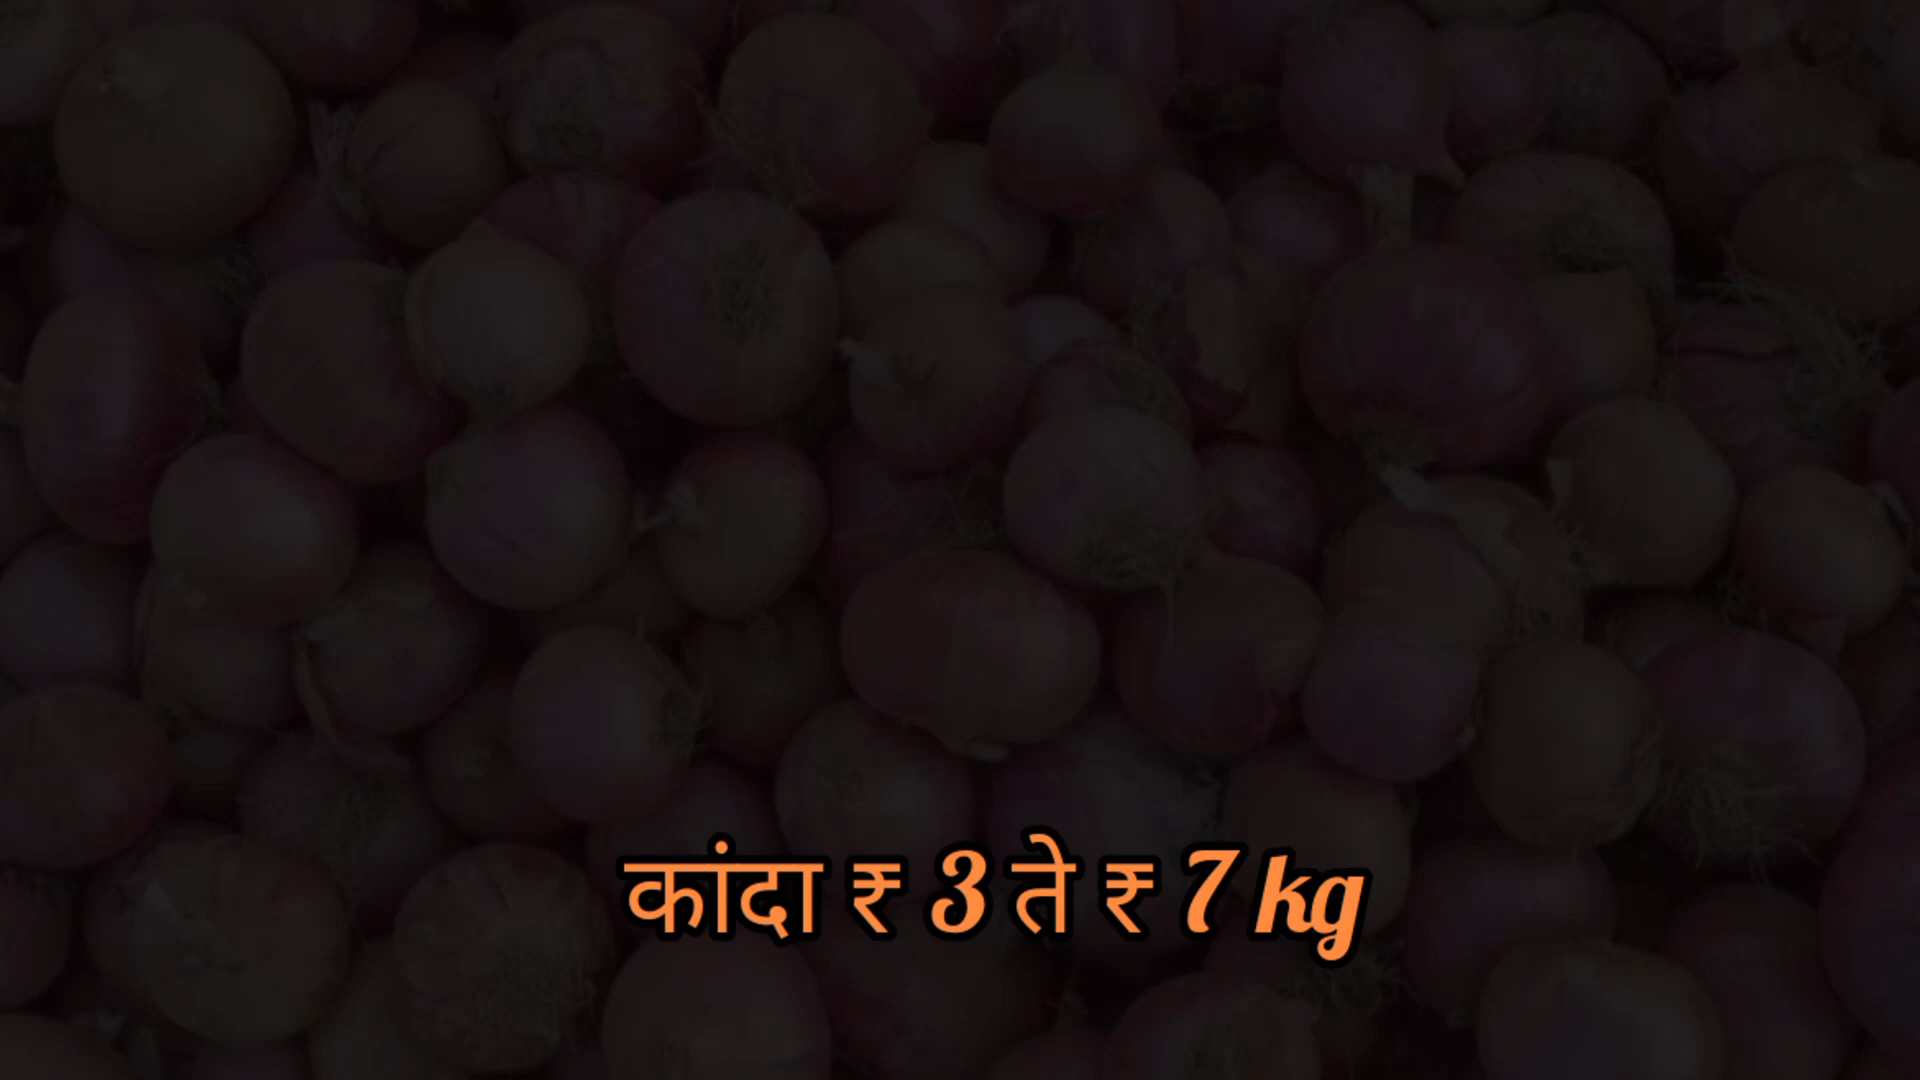 कांदा ₹ 3 ते ₹ 7 kg